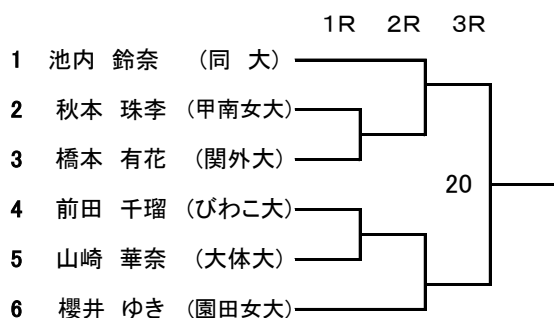 1R 2R 3R
1 池内 鈴奈 (同 大)
2 秋本 珠李 (甲南女大)
3 橋本 有花 (関外大)
20
4 前田 千瑠 (びわこ大)
5 山崎 華奈 (大体大)
6 櫻井 ゆき (園田女大)